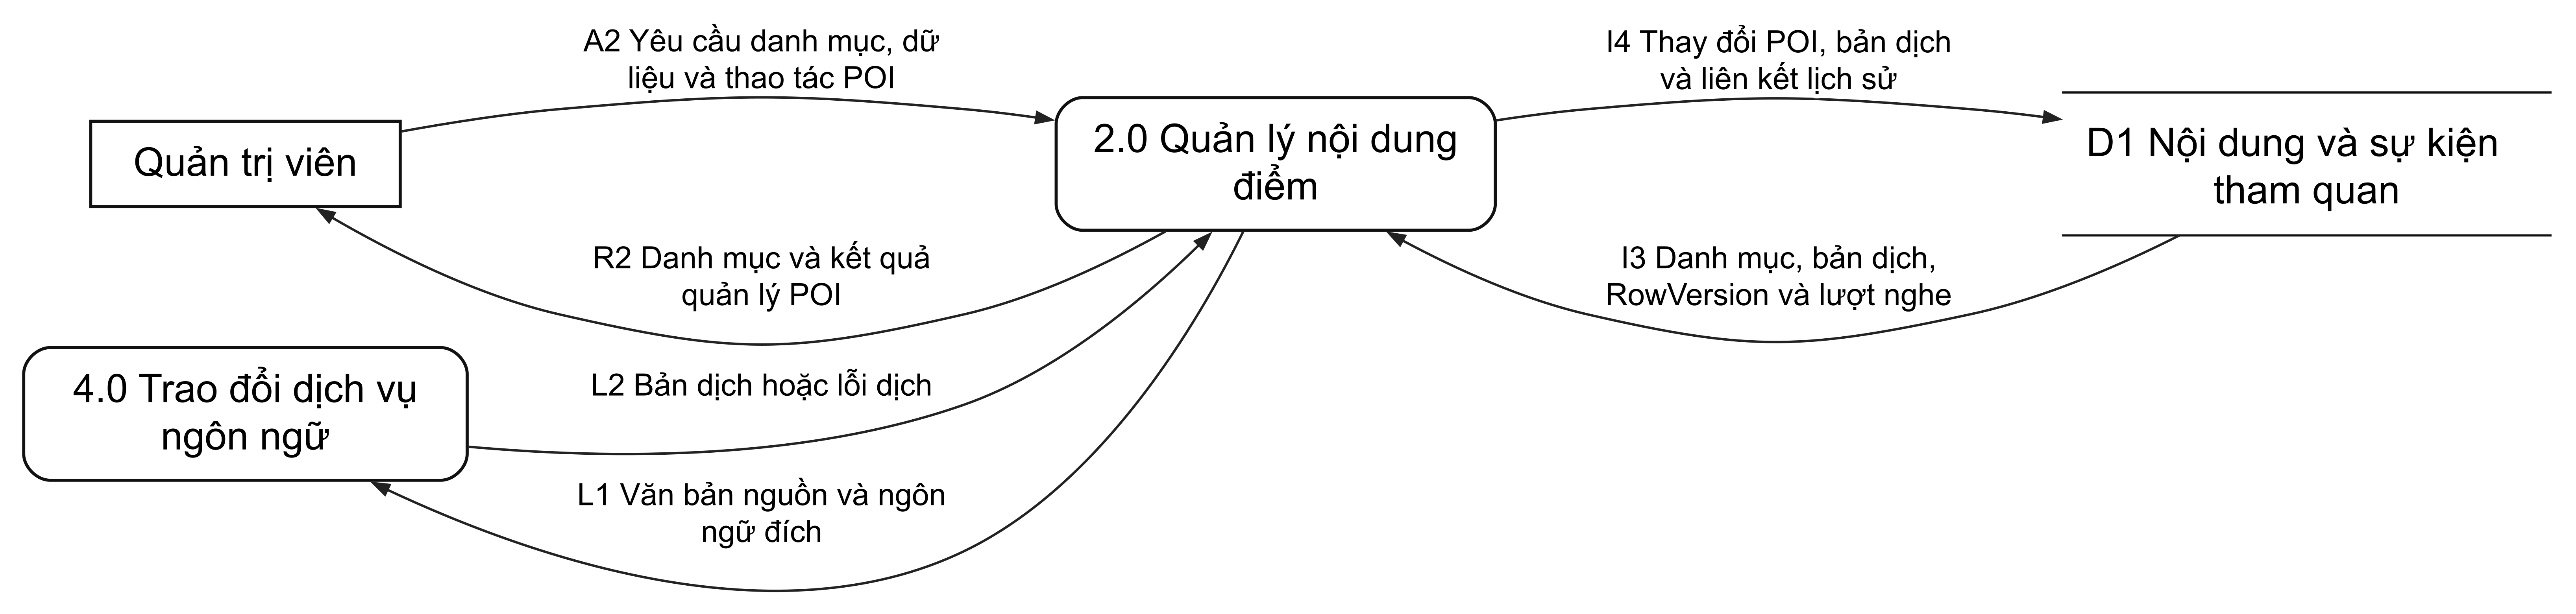 A2 Yêu cầu danh mục, dữ
liệu và thao tác POI
I4 Thay đổi POI, bản dịch
và liên kết lịch sử
Quản trị viên
2.0 Quản lý nội dung
điểm
D1 Nội dung và sự kiện
tham quan
R2 Danh mục và kết quả
quản lý POI
I3 Danh mục, bản dịch,
RowVersion và lượt nghe
4.0 Trao đổi dịch vụ
ngôn ngữ
L2 Bản dịch hoặc lỗi dịch
L1 Văn bản nguồn và ngôn
ngữ đích